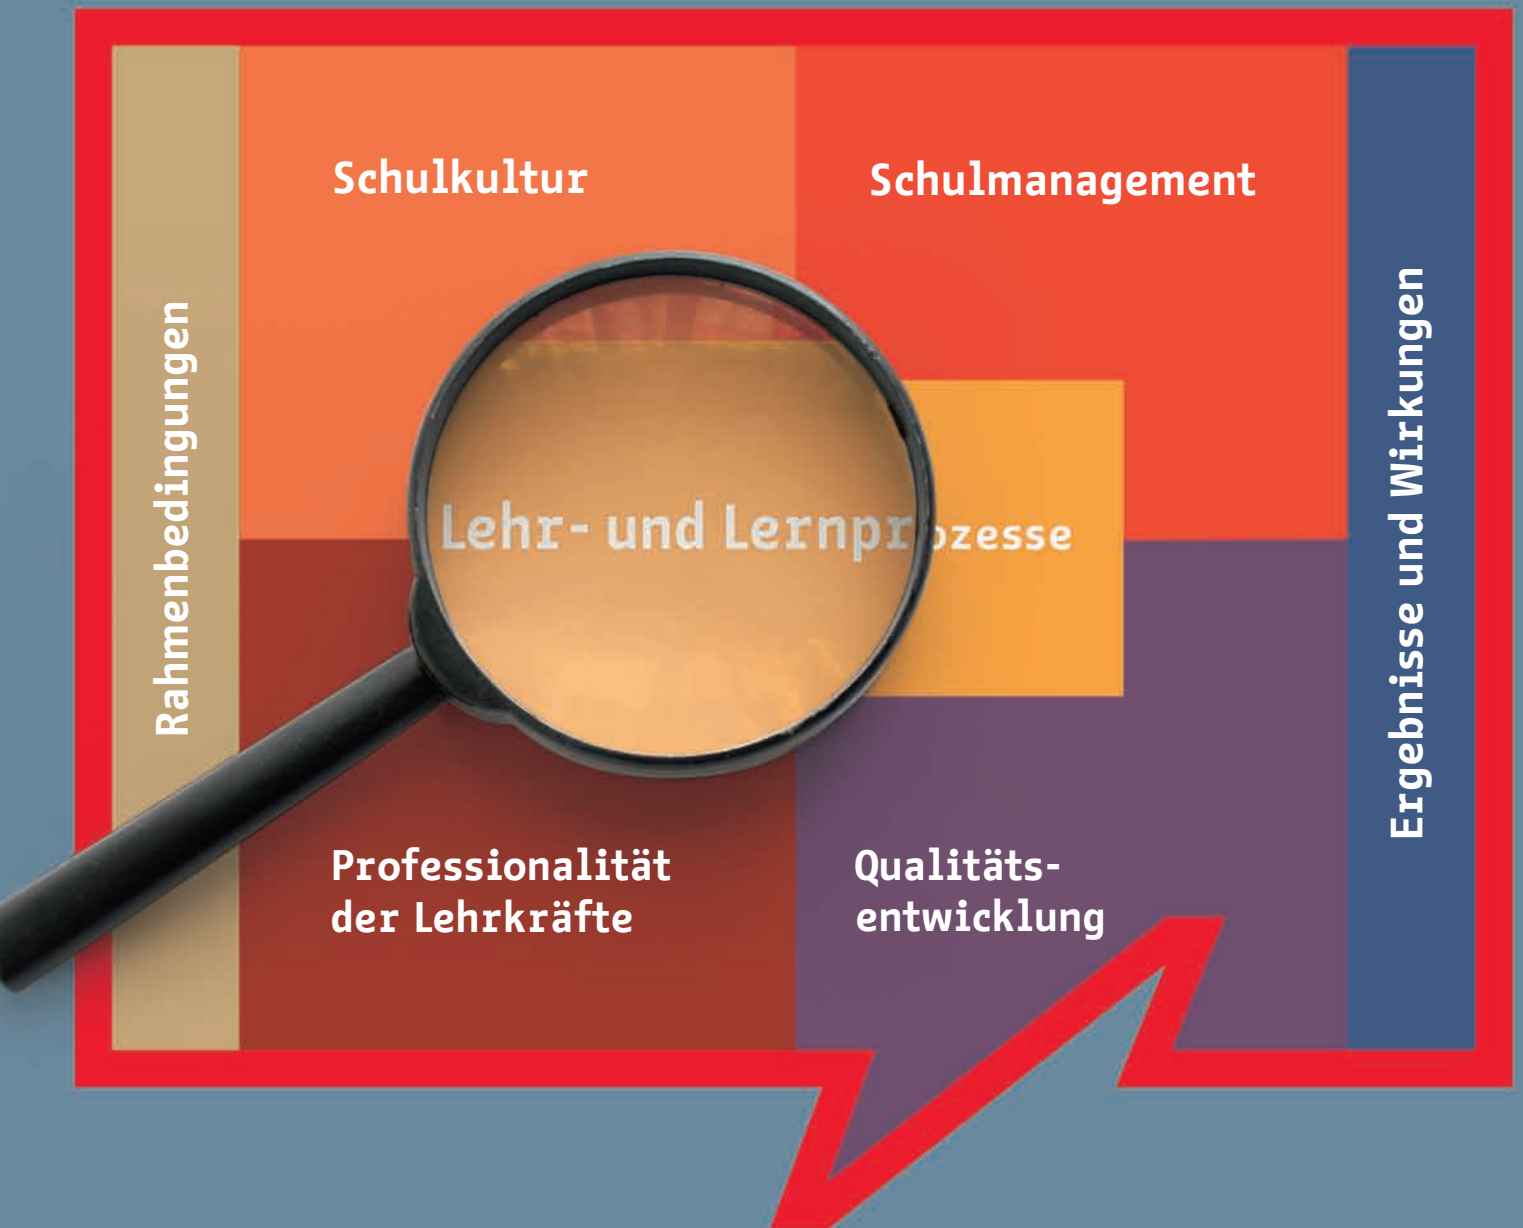 Schulkultur
Schulmanagement
Rahmenbedingungen
Lehr- und Lernprozesse
Ergebnisse und Wirkungen
Professionalität
der Lehrkräfte
Qualitäts-
entwicklung